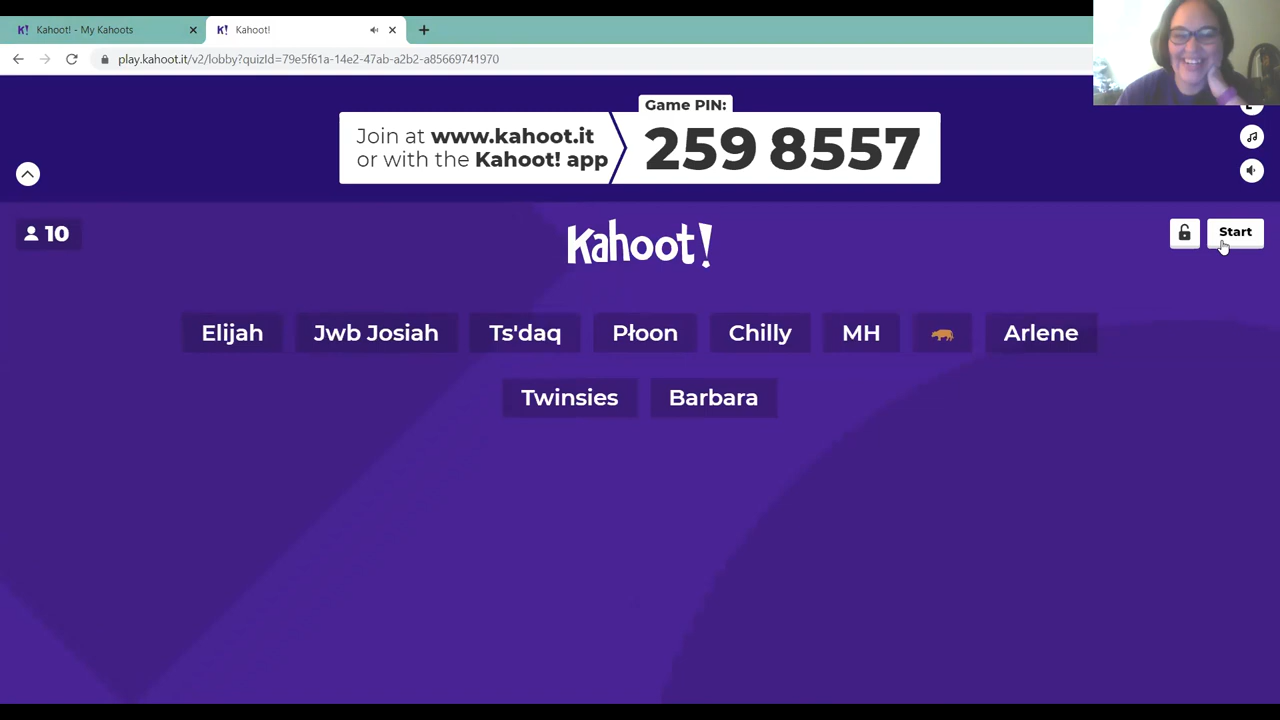 Kahoot! - My Kahoots
Kahoot!
play.kahoot.it/v2/lobby?quizId=79e5f61a-14e2-47ab-a2b2-a85669741970
Game PIN:
Join at www.kahoot.it
or with the Kahoot! app
259 8557
10
Kahoot!
Start
Elijah Jwb Josiah Ts'daq Płoon Chilly MH Arlene
Twinsies Barbara